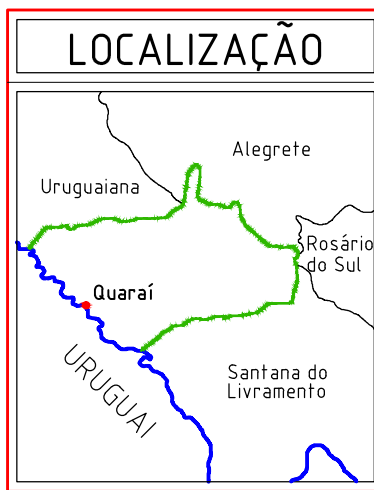 LOCALIZAÇÃO
Alegrete
Uruguaiana
Rosário
do Sul
Quaraí
URUGUAI
Santana do
Livramento